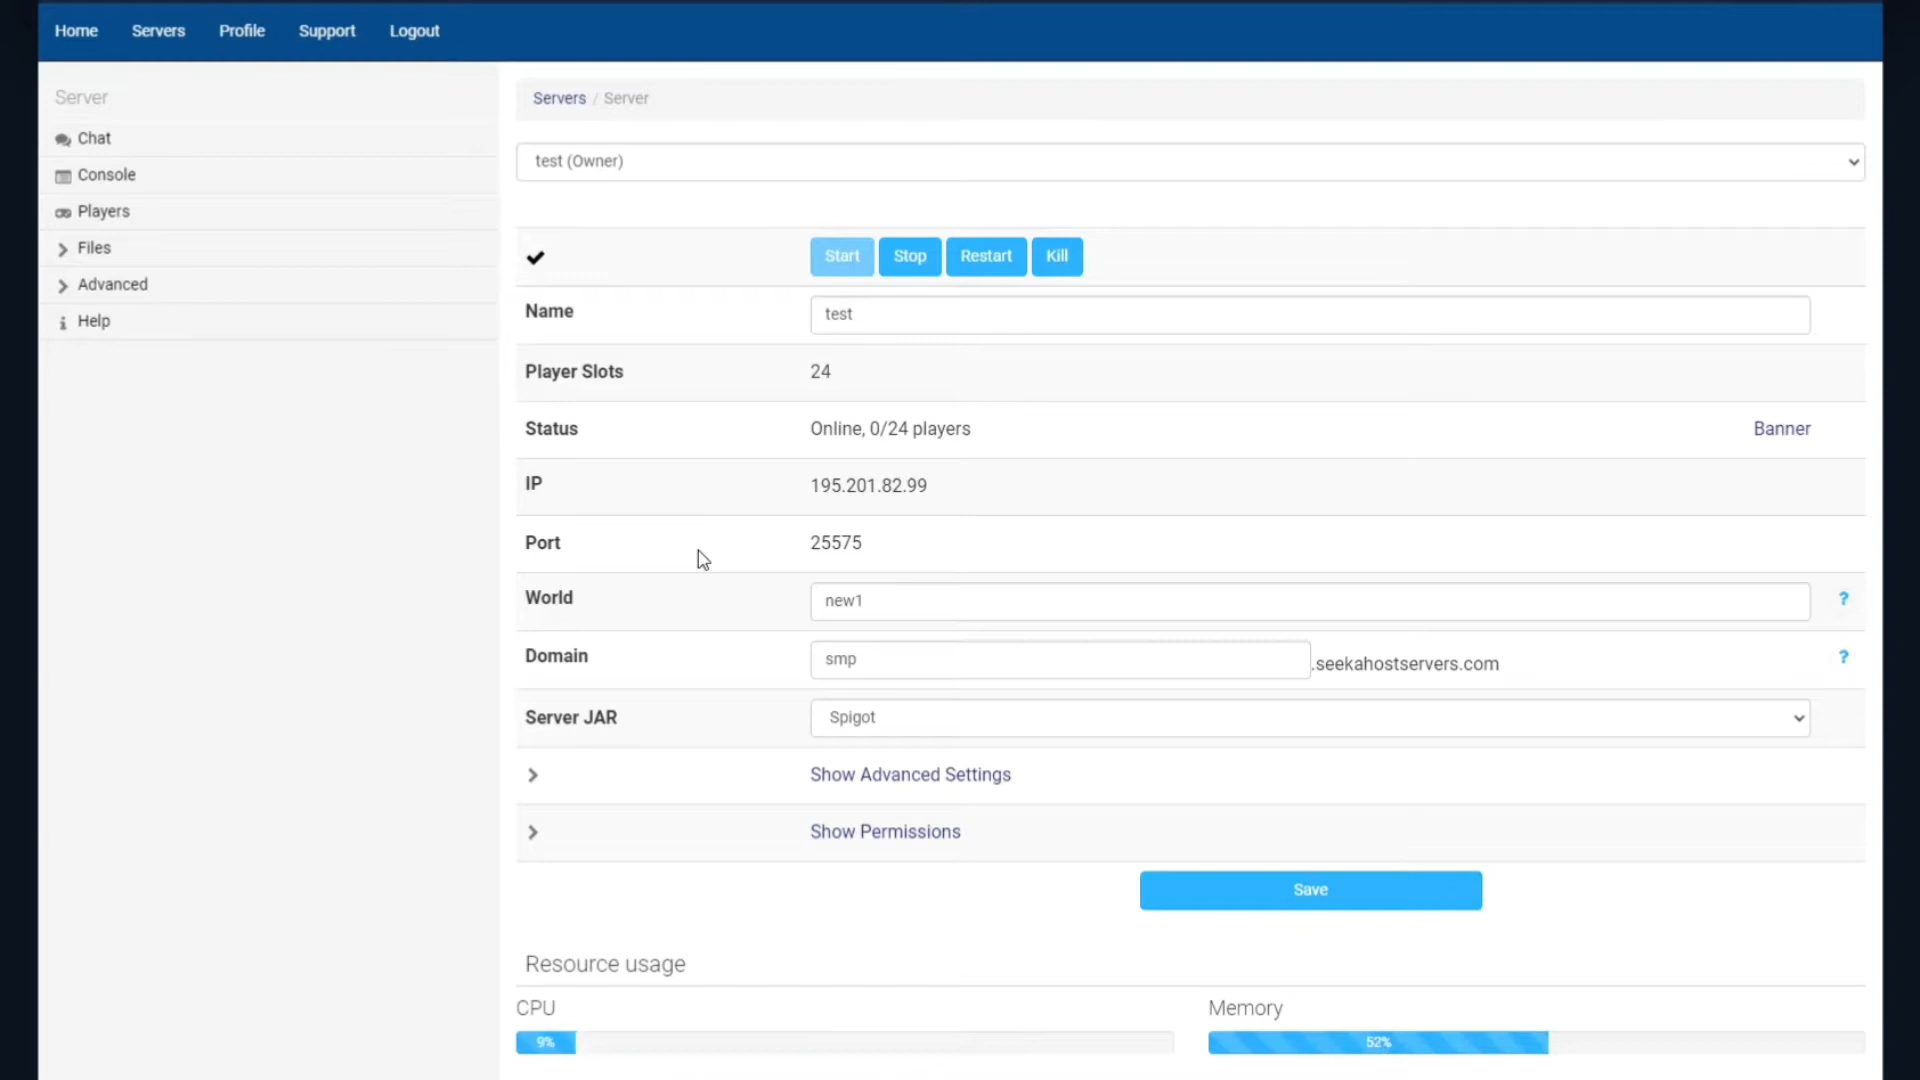 Home Servers Profile Support Logout
Server
Chat
Console
Players
Files
Advanced
Help
Servers / Server
test (Owner)
Start Stop Restart Kill
Name test
Player Slots 24
Status Online, 0/24 players Banner
IP 195.201.82.99
Port 25575
World new1 ?
Domain smp .seekahostservers.com ?
Server JAR Spigot
Show Advanced Settings
Show Permissions
Save
Resource usage
CPU Memory
9% 52%